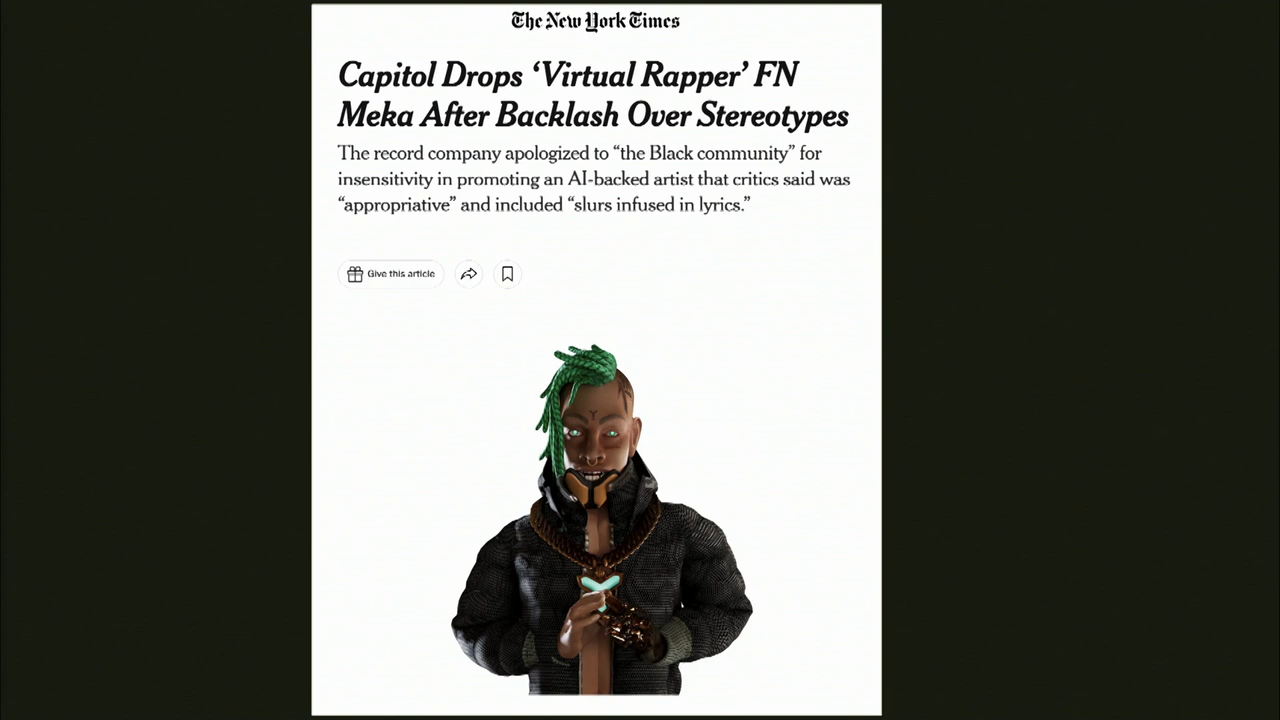 The New York Times
Capitol Drops ‘Virtual Rapper’ FN
Meka After Backlash Over Stereotypes
The record company apologized to “the Black community” for
insensitivity in promoting an AI-backed artist that critics said was
“appropriative” and included “slurs infused in lyrics.”
Give this article